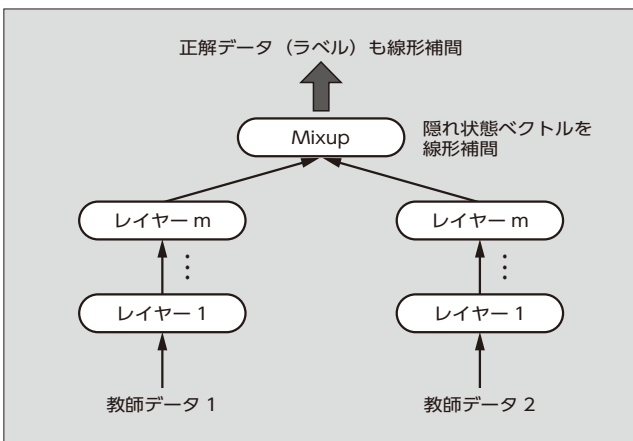 正解データ（ラベル）も線形補間
Mixup
隠れ状態ベクトルを
線形補間
レイヤー m
レイヤー m
レイヤー 1
レイヤー 1
教師データ 1
教師データ 2